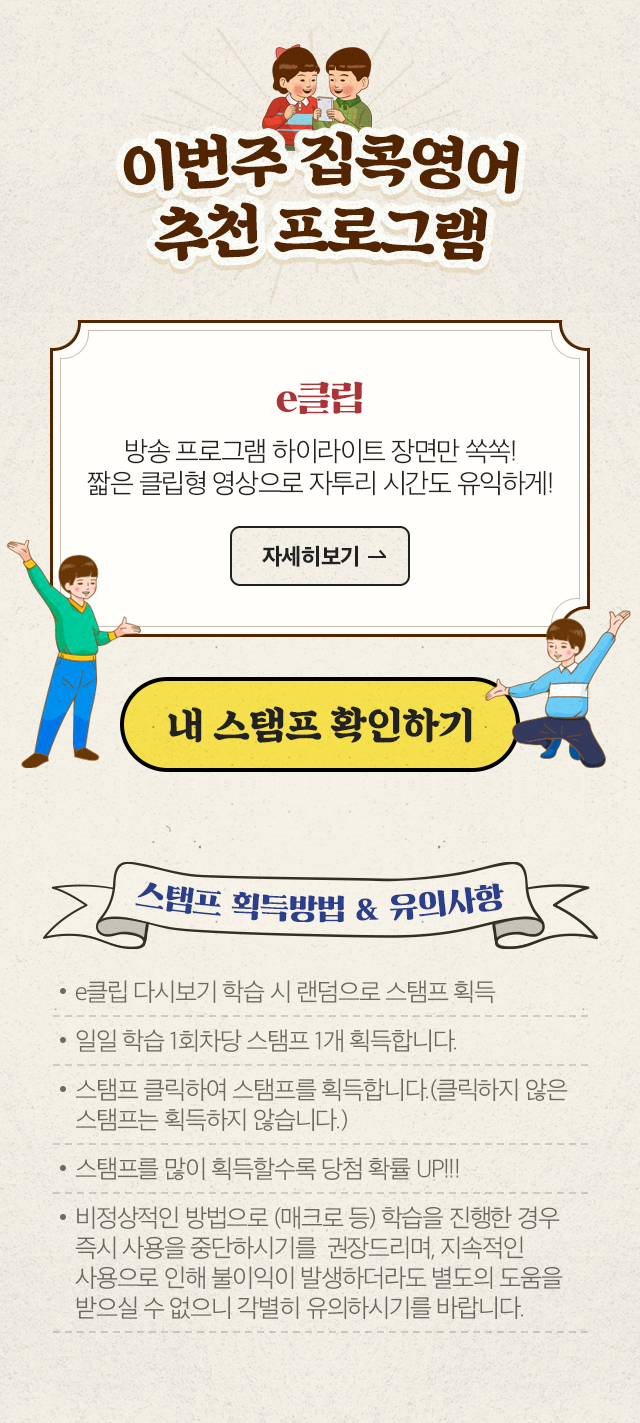 이번주 집콕영어
추천 프로그램
e클립
방송 프로그램 하이라이트 장면만 쏙쏙!
짧은 클립형 영상으로 자투리 시간도 유익하게!
자세히보기 →
내 스탬프 확인하기
스탬프 획득방법 & 유의사항
• e클립 다시보기 학습 시 랜덤으로 스탬프 획득
• 일일 학습 1회차당 스탬프 1개 획득합니다.
• 스탬프 클릭하여 스탬프를 획득합니다.(클릭하지 않은
스탬프는 획득하지 않습니다.)
• 스탬프를 많이 획득할수록 당첨 확률 UP!!!
• 비정상적인 방법으로 (매크로 등) 학습을 진행한 경우
즉시 사용을 중단하시기를 권장드리며, 지속적인
사용으로 인해 불이익이 발생하더라도 별도의 도움을
받으실 수 없으니 각별히 유의하시기를 바랍니다.